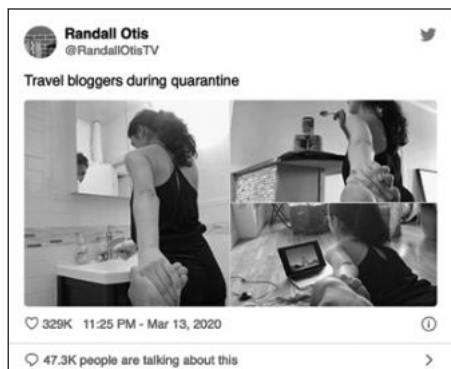 Randall Otis
@RandallOtisTV
Travel bloggers during quarantine
329K 11:25 PM - Mar 13, 2020
47.3K people are talking about this